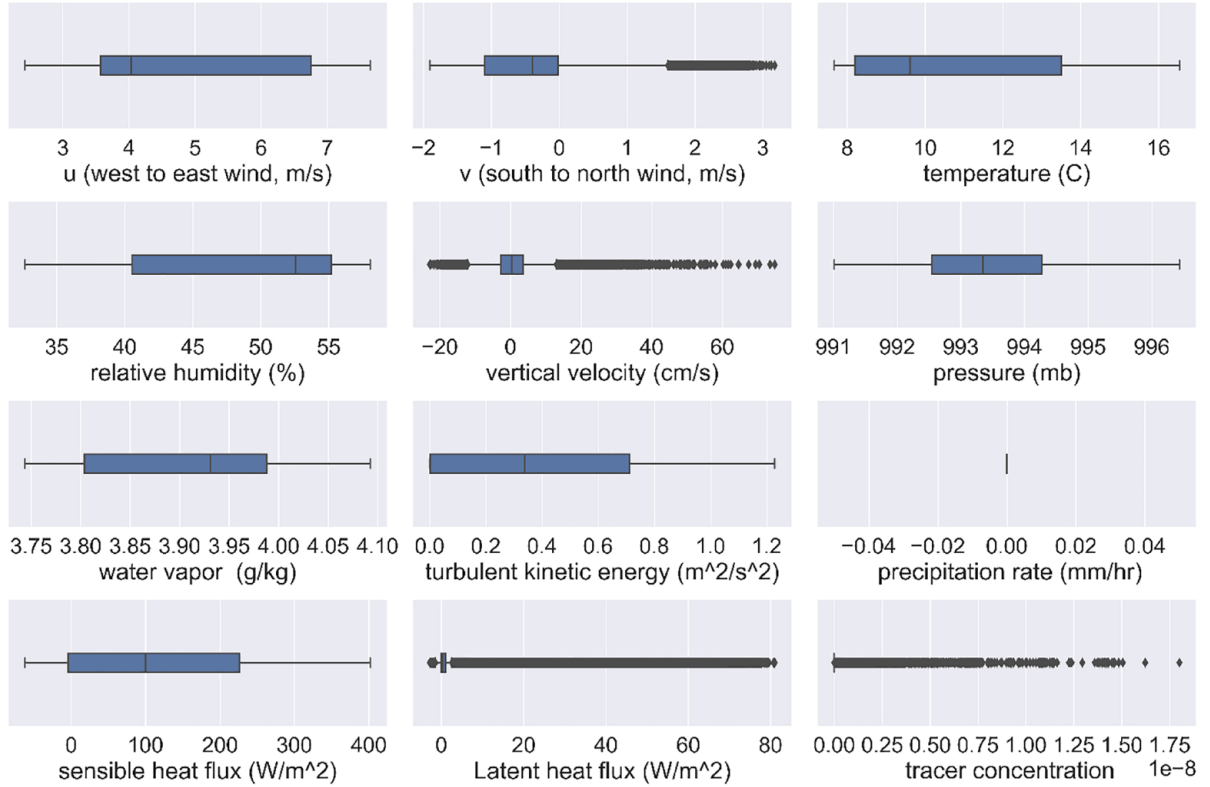 3 4 5 6 7
u (west to east wind, m/s)
−2 −1 0 1 2 3
v (south to north wind, m/s)
8 10 12 14 16
temperature (C)
35 40 45 50 55
relative humidity (%)
−20 0 20 40 60
vertical velocity (cm/s)
991 992 993 994 995 996
pressure (mb)
3.75 3.80 3.85 3.90 3.95 4.00 4.05 4.10
water vapor  (g/kg)
0.0 0.2 0.4 0.6 0.8 1.0 1.2
turbulent kinetic energy (m^2/s^2)
−0.04 −0.02 0.00 0.02 0.04
precipitation rate (mm/hr)
0 100 200 300 400
sensible heat flux (W/m^2)
0 20 40 60 80
Latent heat flux (W/m^2)
0.00 0.25 0.50 0.75 1.00 1.25 1.50 1.75
tracer concentration 1e−8